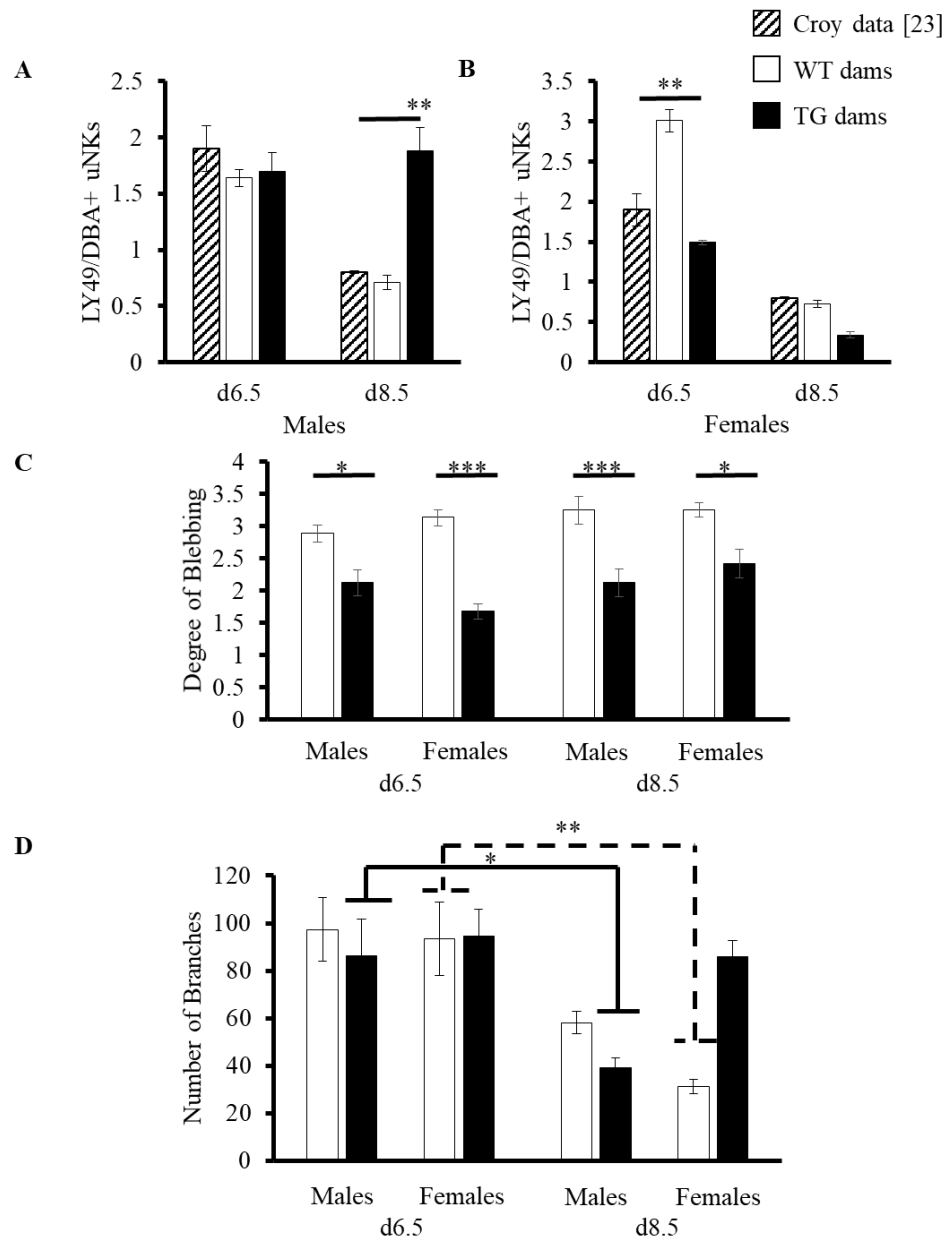 Croy data [23]
WT dams
TG dams
A
LY49/DBA+ uNKs
2.5
2
1.5
1
0.5
0
**
d6.5
d8.5
Males
B
LY49/DBA+ uNKs
3.5
3
2.5
2
1.5
1
0.5
0
**
d6.5
d8.5
Females
C
Degree of Blebbing
4
3.5
3
2.5
2
1.5
1
0.5
0
*
***
***
*
Males
Females
Males
Females
d6.5
d8.5
D
Number of Branches
120
100
80
60
40
20
0
*
**
Males
Females
Males
Females
d6.5
d8.5